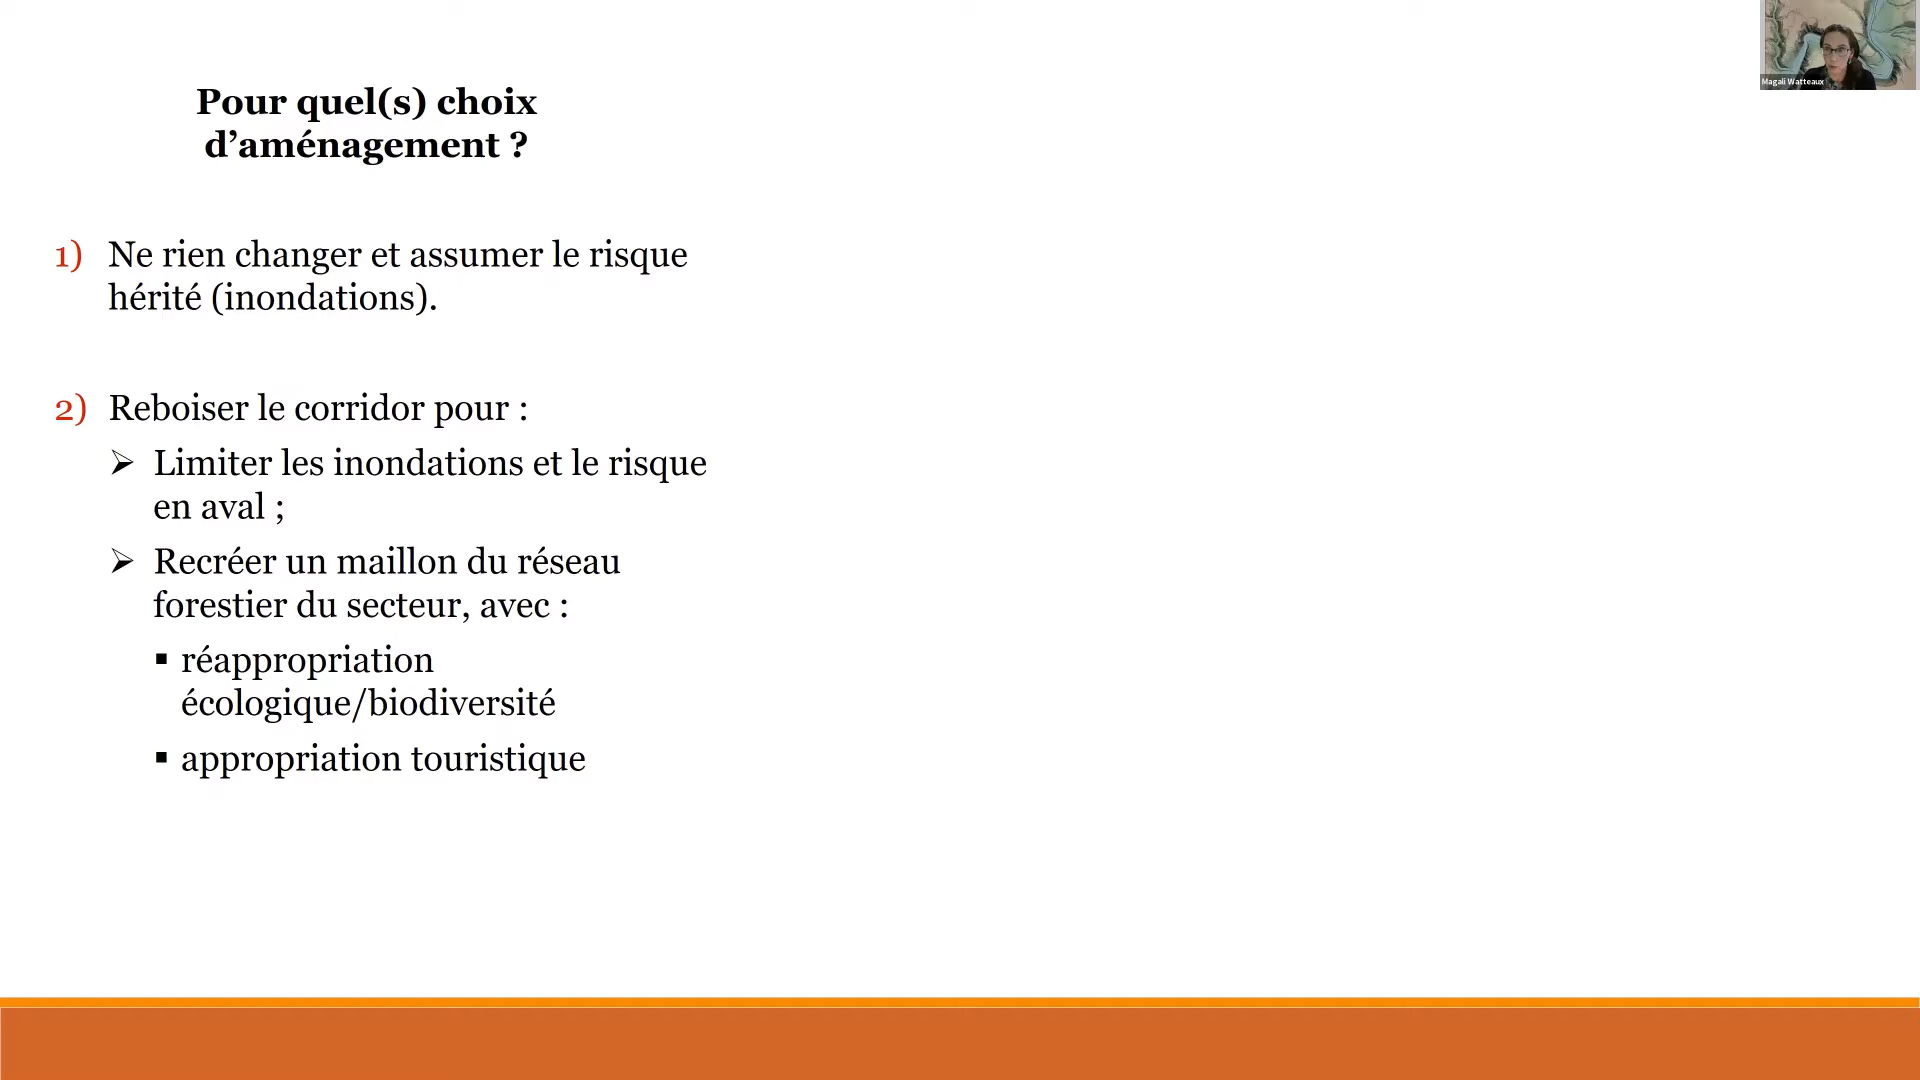 Magali Watteaux
Pour quel(s) choix
d’aménagement ?
1) Ne rien changer et assumer le risque
hérité (inondations).
2) Reboiser le corridor pour :
➢ Limiter les inondations et le risque
en aval ;
➢ Recréer un maillon du réseau
forestier du secteur, avec :
▪ réappropriation
écologique/biodiversité
▪ appropriation touristique